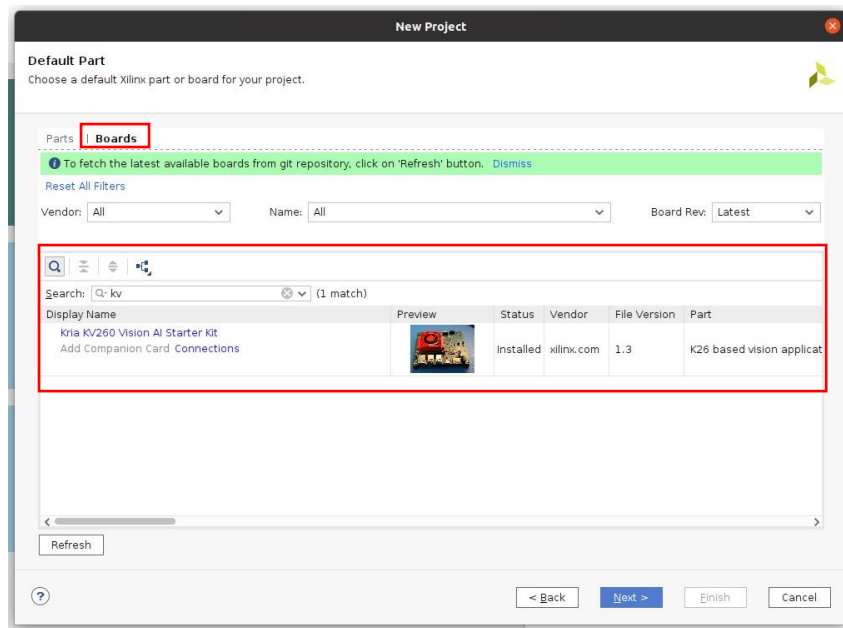 New Project
Default Part
Choose a default Xilinx part or board for your project.
Parts | Boards
To fetch the latest available boards from git repository, click on 'Refresh' button. Dismiss
Reset All Filters
Vendor: All Name: All Board Rev: Latest
Search: kv (1 match)
Display Name Preview Status Vendor File Version Part
Kria KV260 Vision AI Starter Kit
Add Companion Card Connections Installed xilinx.com 1.3 K26 based vision applicat
Refresh
? < Back Next > Finish Cancel